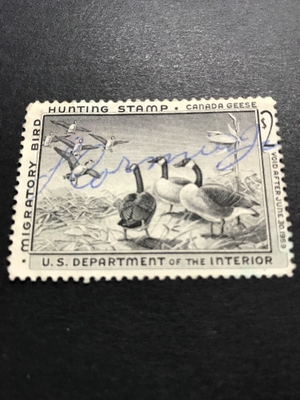 HUNTING STAMP · CANADA GEESE
$2
MIGRATORY BIRD
VOID AFTER JUNE 30, 1959
U. S. DEPARTMENT OF THE INTERIOR